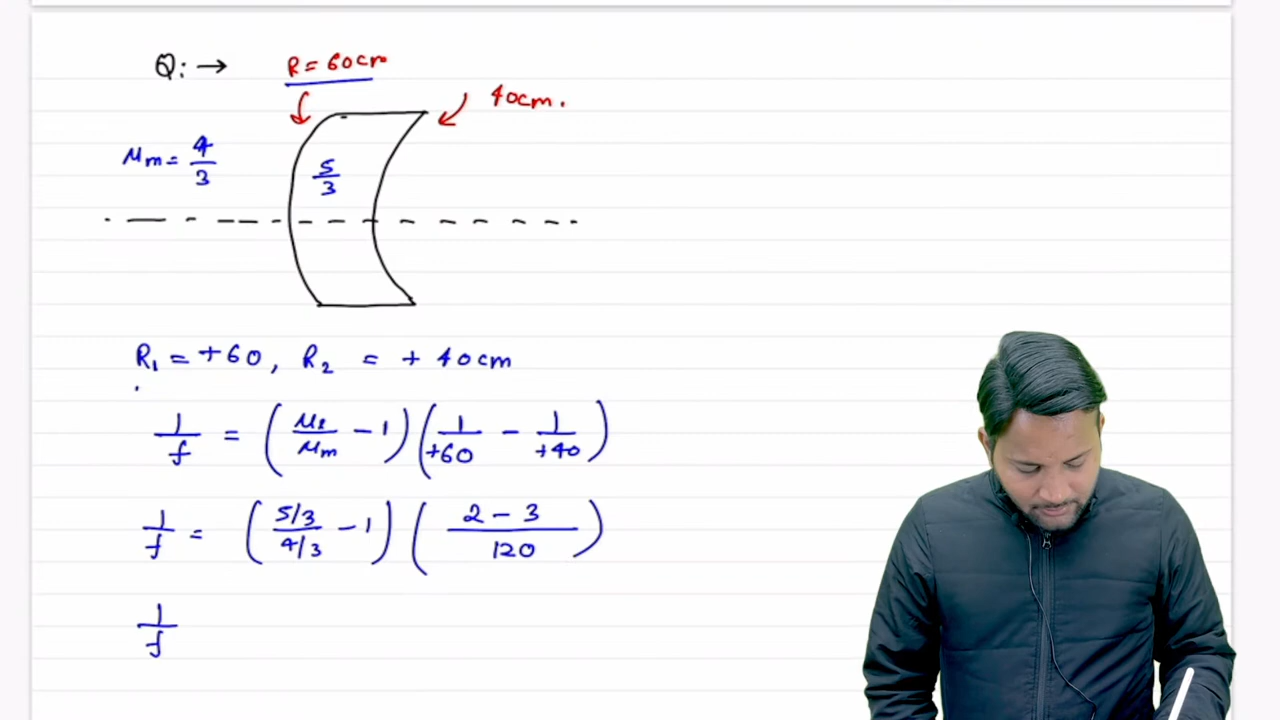 Q: → R = 60cm
40cm.
μm = 4/3
5/3
R₁ = +60, R₂ = + 40cm
1/f = (μℓ/μm - 1)(1/+60 - 1/+40)
1/f = (5/3 / 4/3 - 1)(2 - 3 / 120)
1/f